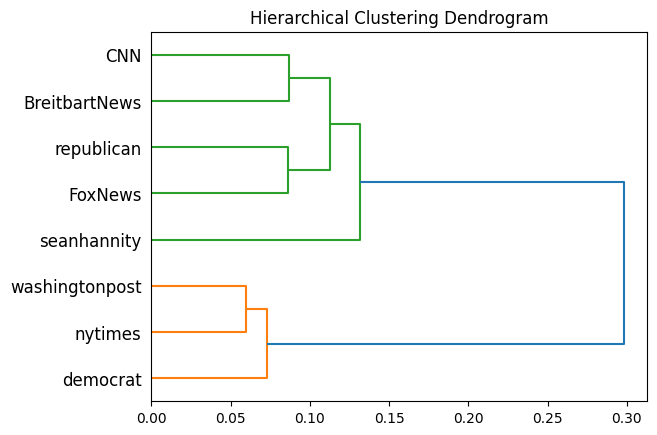 Hierarchical Clustering Dendrogram
CNN
BreitbartNews
republican
FoxNews
seanhannity
washingtonpost
nytimes
democrat
0.00 0.05 0.10 0.15 0.20 0.25 0.30